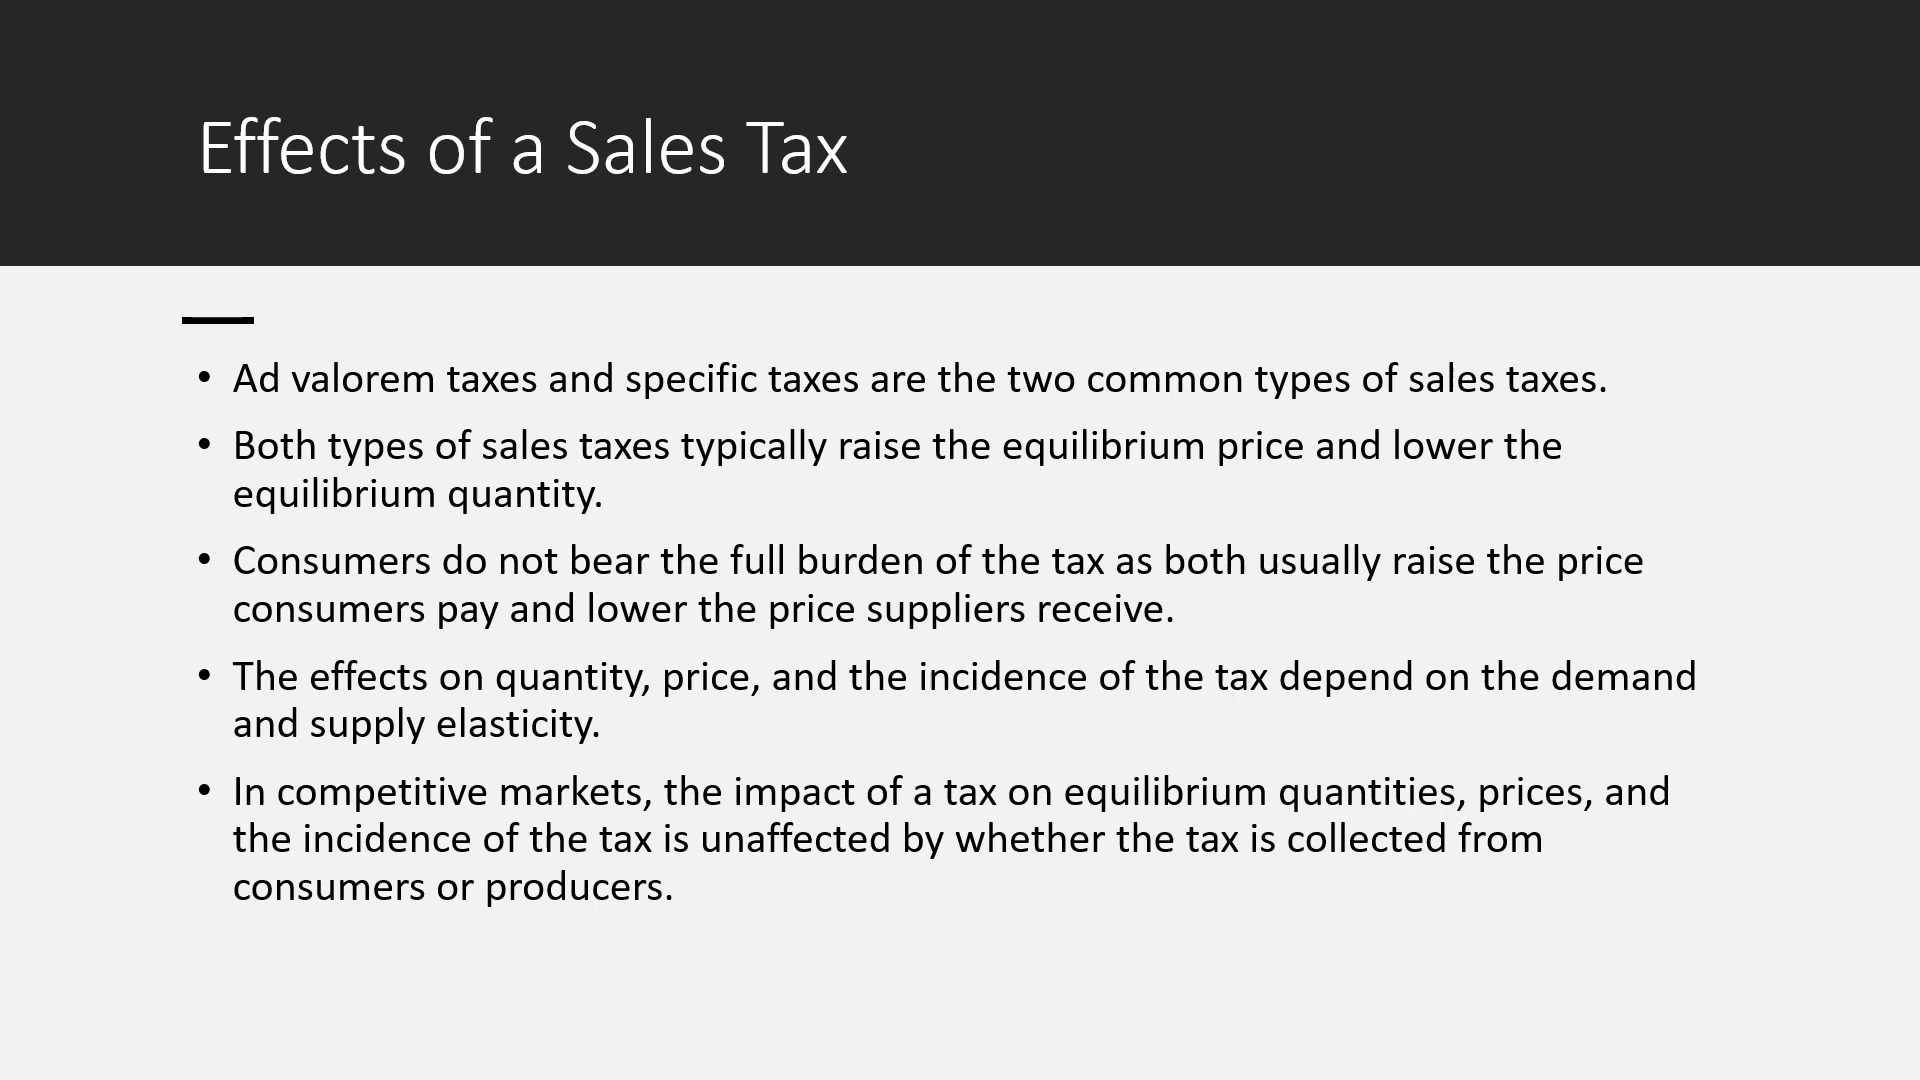 Effects of a Sales Tax
• Ad valorem taxes and specific taxes are the two common types of sales taxes.
• Both types of sales taxes typically raise the equilibrium price and lower the
equilibrium quantity.
• Consumers do not bear the full burden of the tax as both usually raise the price
consumers pay and lower the price suppliers receive.
• The effects on quantity, price, and the incidence of the tax depend on the demand
and supply elasticity.
• In competitive markets, the impact of a tax on equilibrium quantities, prices, and
the incidence of the tax is unaffected by whether the tax is collected from
consumers or producers.